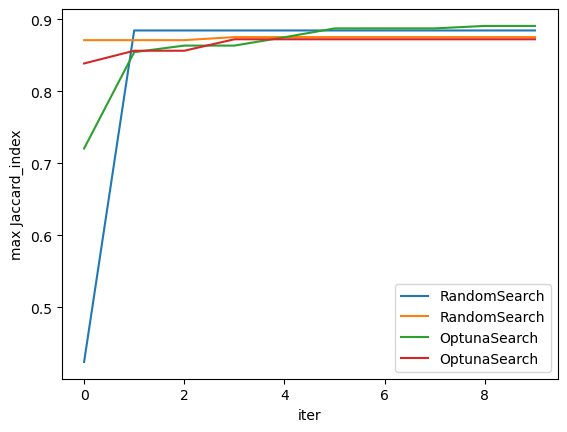 0.9
0.8
0.7
0.6
0.5
max Jaccard_index
0
2
4
6
8
iter
RandomSearch
RandomSearch
OptunaSearch
OptunaSearch